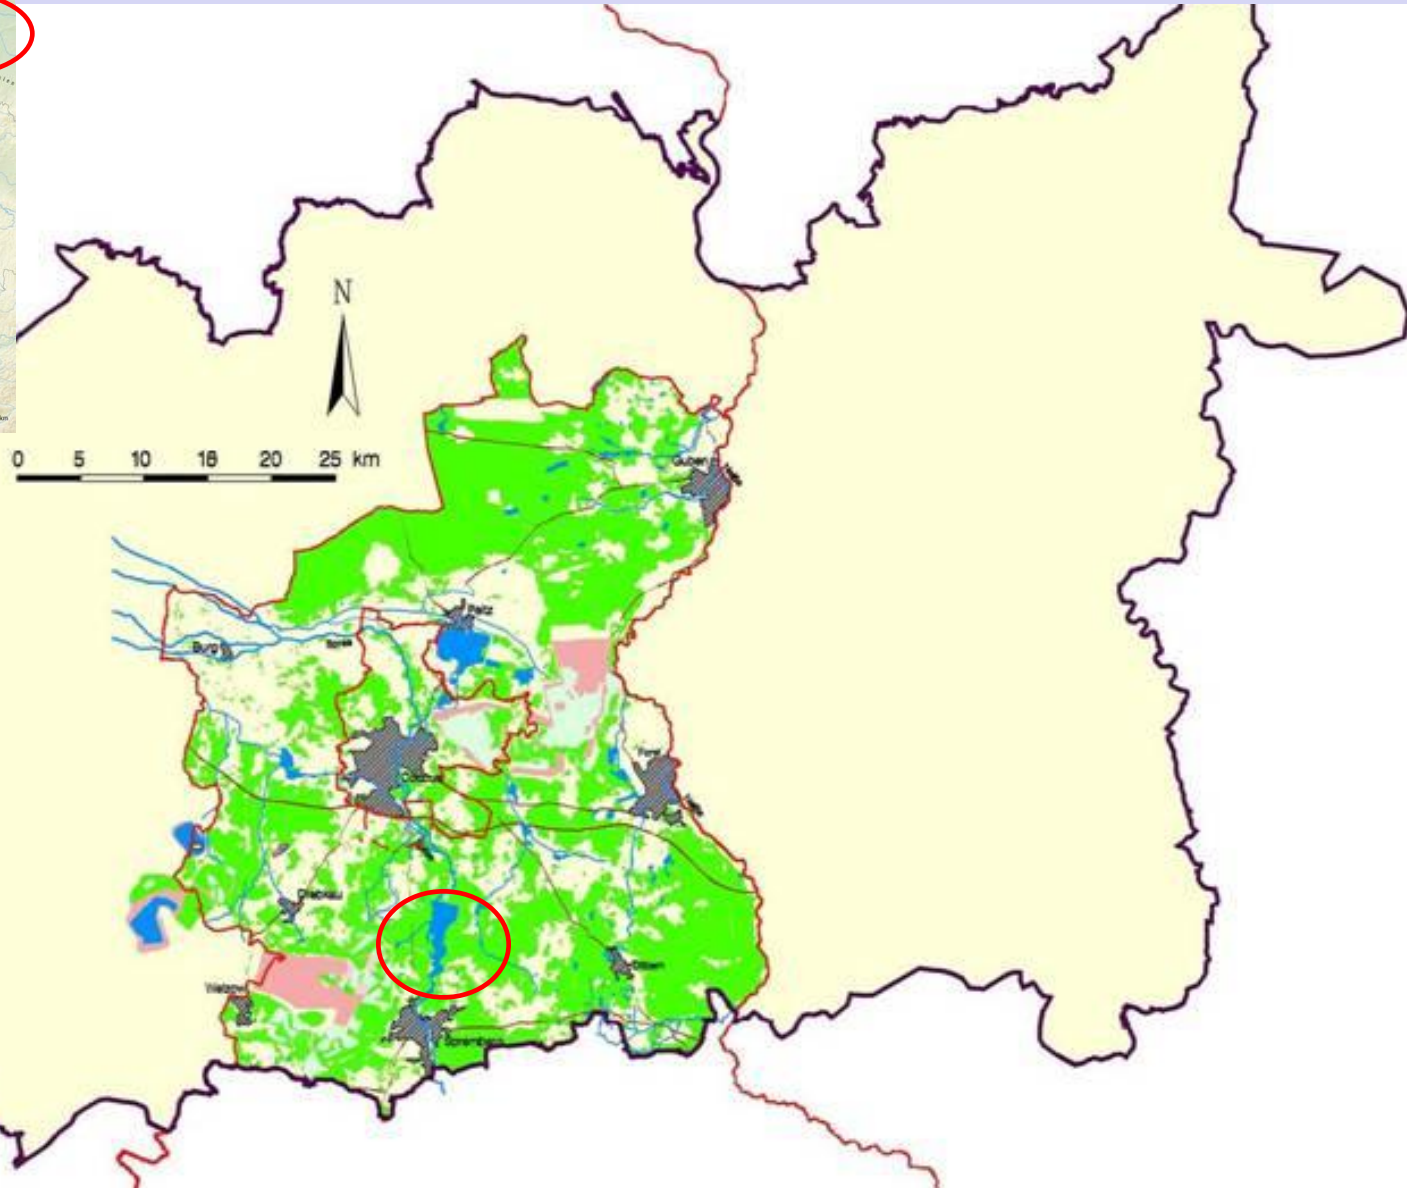 N
0 5 10 15 20 25 km
Guben
Peitz
Burg
Spree
Forst
Cottbus
Drebkau
Döbern
Welzow
Spremberg